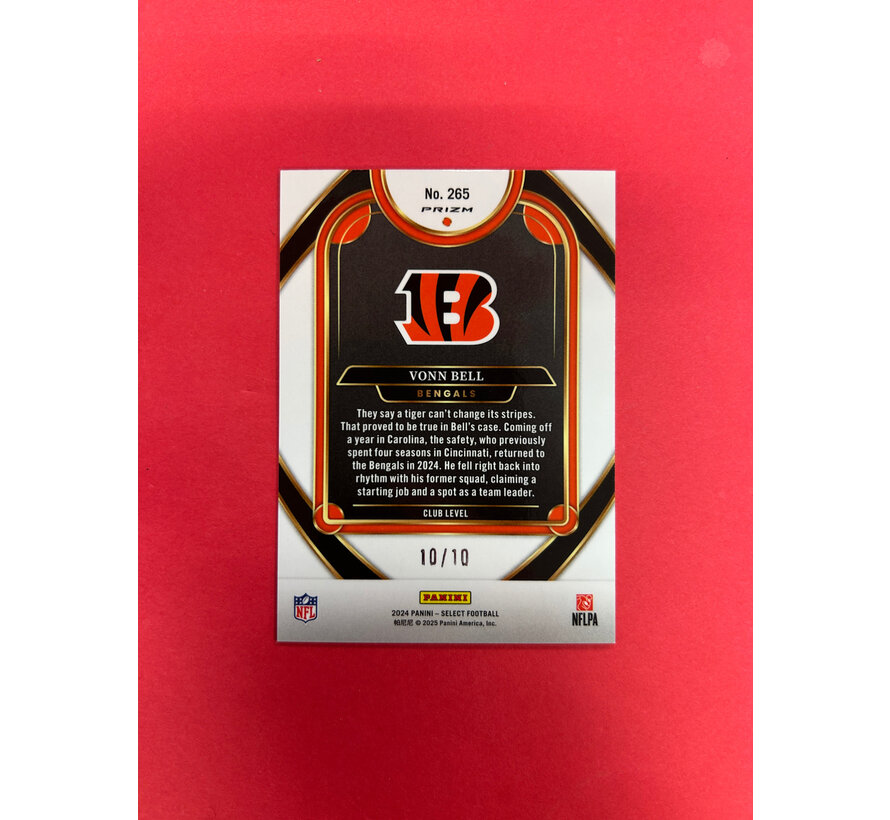 No. 265
PRIZM
B
VONN BELL
BENGALS
They say a tiger can't change its stripes.
That proved to be true in Bell's case. Coming off
a year in Carolina, the safety, who previously
spent four seasons in Cincinnati, returned to
the Bengals in 2024. He fell right back into
rhythm with his former squad, claiming a
starting job and a spot as a team leader.
CLUB LEVEL
10/10
NFL
PANINI
2024 PANINI – SELECT FOOTBALL
帕尼尼 © 2025 Panini America, Inc.
NFLPA